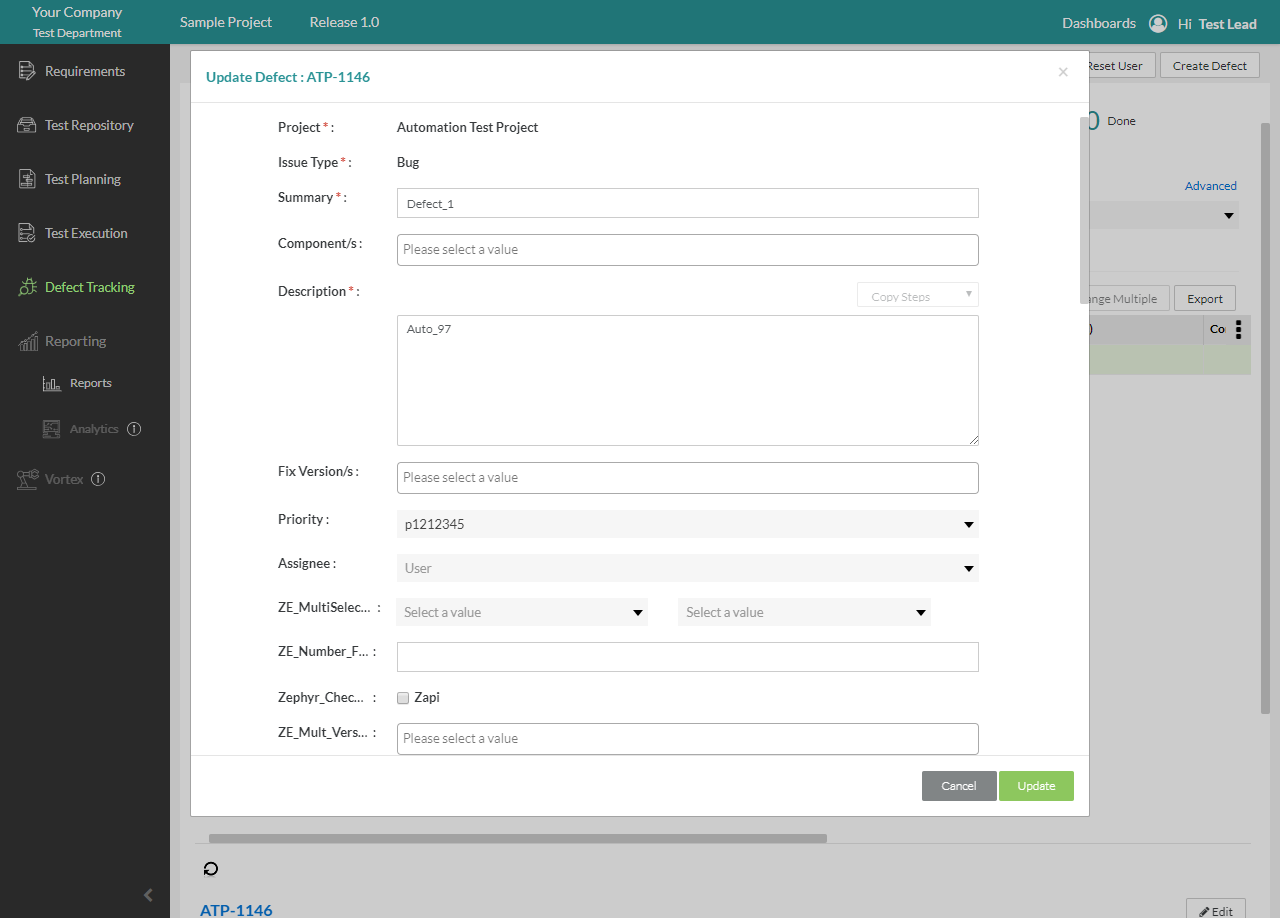 Your Company
Test Department
Sample Project
Release 1.0
Dashboards
Hi Test Lead
Requirements
Test Repository
Test Planning
Test Execution
Defect Tracking
Reporting
Reports
Analytics
Vortex
Reset User
Create Defect
Done
Advanced
Multiple
Export
Update Defect : ATP-1146
×
Project * :
Automation Test Project
Issue Type * :
Bug
Summary * :
Defect_1
Component/s :
Please select a value
Description * :
Copy Steps
Auto_97
Fix Version/s :
Please select a value
Priority :
p1212345
Assignee :
User
ZE_MultiSelec... :
Select a value
Select a value
ZE_Number_F... :
Zephyr_Chec... :
Zapi
ZE_Mult_Vers... :
Please select a value
Cancel
Update
ATP-1146
Edit